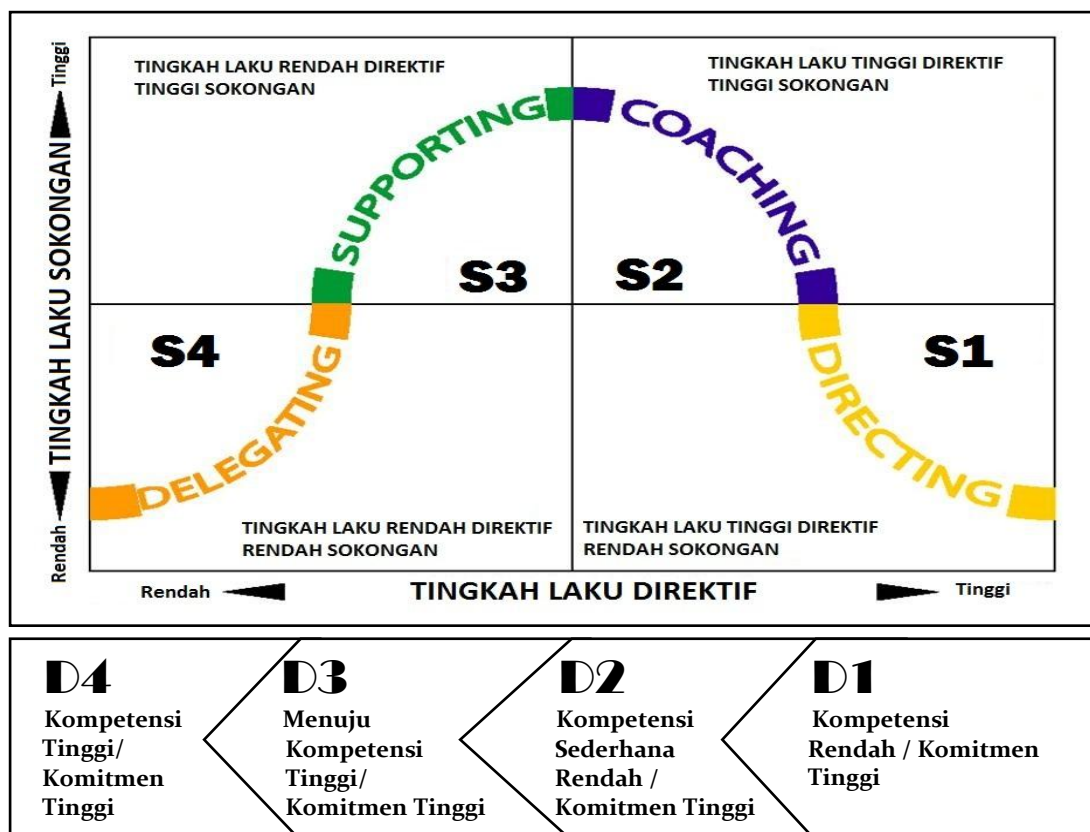 TINGKAH LAKU RENDAH DIREKTIF
TINGGI SOKONGAN
TINGKAH LAKU TINGGI DIREKTIF
TINGGI SOKONGAN
Tinggi
TINGKAH LAKU SOKONGAN
Rendah
SUPPORTING
COACHING
S3
S2
S4
S1
DELEGATING
DIRECTING
TINGKAH LAKU RENDAH DIREKTIF
RENDAH SOKONGAN
TINGKAH LAKU TINGGI DIREKTIF
RENDAH SOKONGAN
Rendah
TINGKAH LAKU DIREKTIF
Tinggi
D4
Kompetensi
Tinggi/
Komitmen
Tinggi
D3
Menuju
Kompetensi
Tinggi/
Komitmen Tinggi
D2
Kompetensi
Sederhana
Rendah /
Komitmen Tinggi
D1
Kompetensi
Rendah / Komitmen
Tinggi